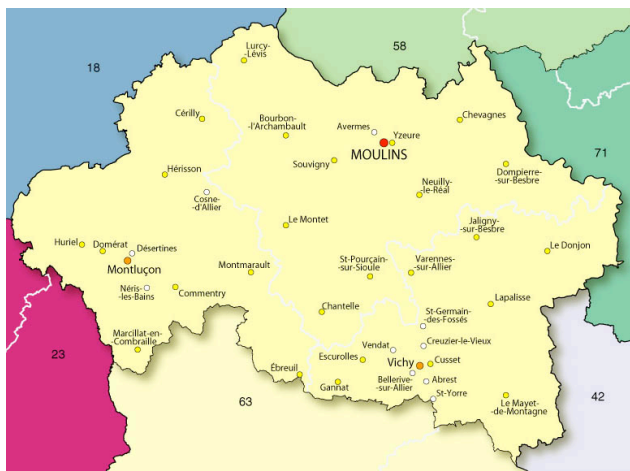 Lurcy-
-Lévis
58
18
Cérilly
Bourbon-
-l'Archambault
Avermes
Yzeure
Chevagnes
MOULINS
Souvigny
71
Hérisson
Dompierre-
-sur-Besbre
Cosne-
-d'Allier
Neuilly-
-le-Réal
Le Montet
Jaligny-
-sur-Besbre
Huriel
Domérat
Désertines
Le Donjon
Montluçon
Montmarault
St-Pourçain-
-sur-Sioule
Varennes-
-sur-Allier
Néris-
-les-Bains
Commentry
Lapalisse
Chantelle
St-Germain-
-des-Fossés
Marcillat-en-
-Combraille
Creuzier-le-Vieux
Vendat
Escurolles
23
Vichy
Cusset
Ébreuil
Bellerive-
-sur-Allier
Abrest
Gannat
St-Yorre
42
63
Le Mayet-
-de-Montagne